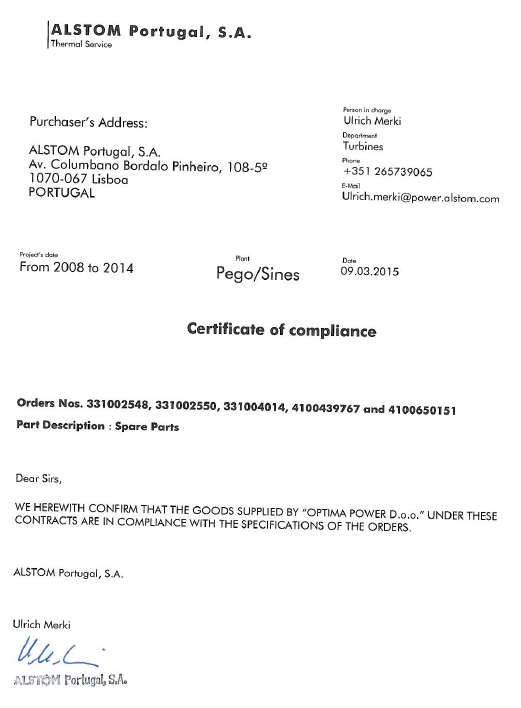 ALSTOM Portugal, S.A.
Thermal Service
Purchaser's Address:
ALSTOM Portugal, S.A.
Av. Columbano Bordalo Pinheiro, 108-5º
1070-067 Lisboa
PORTUGAL
Person in charge
Ulrich Merki
Department
Turbines
Phone
+351 265739065
E-Mail
Ulrich.merki@power.alstom.com
Project's date
From 2008 to 2014
Plant
Pego/Sines
Date
09.03.2015
Certificate of compliance
Orders Nos. 331002548, 331002550, 331004014, 4100439767 and 4100650151
Part Description : Spare Parts
Dear Sirs,
WE HEREWITH CONFIRM THAT THE GOODS SUPPLIED BY "OPTIMA POWER D.o.o." UNDER THESE
CONTRACTS ARE IN COMPLIANCE WITH THE SPECIFICATIONS OF THE ORDERS.
ALSTOM Portugal, S.A.
Ulrich Merki
ALSTOM Portugal, S.A.